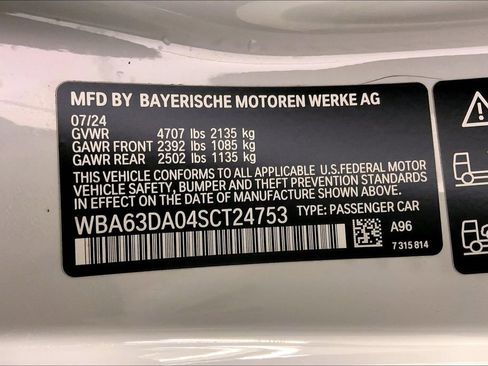 MFD BY BAYERISCHE MOTOREN WERKE AG
07/24
GVWR 4707 lbs 2135 kg
GAWR FRONT 2392 lbs 1085 kg
GAWR REAR 2502 lbs 1135 kg
THIS VEHICLE CONFORMS TO ALL APPLICABLE U.S.FEDERAL MOTOR
VEHICLE SAFETY, BUMPER AND THEFT PREVENTION STANDARDS
IN EFFECT ON THE DATE OF MANUFACTURE SHOWN ABOVE.
WBA63DA04SCT24753 TYPE: PASSENGER CAR
A96
7 315 814